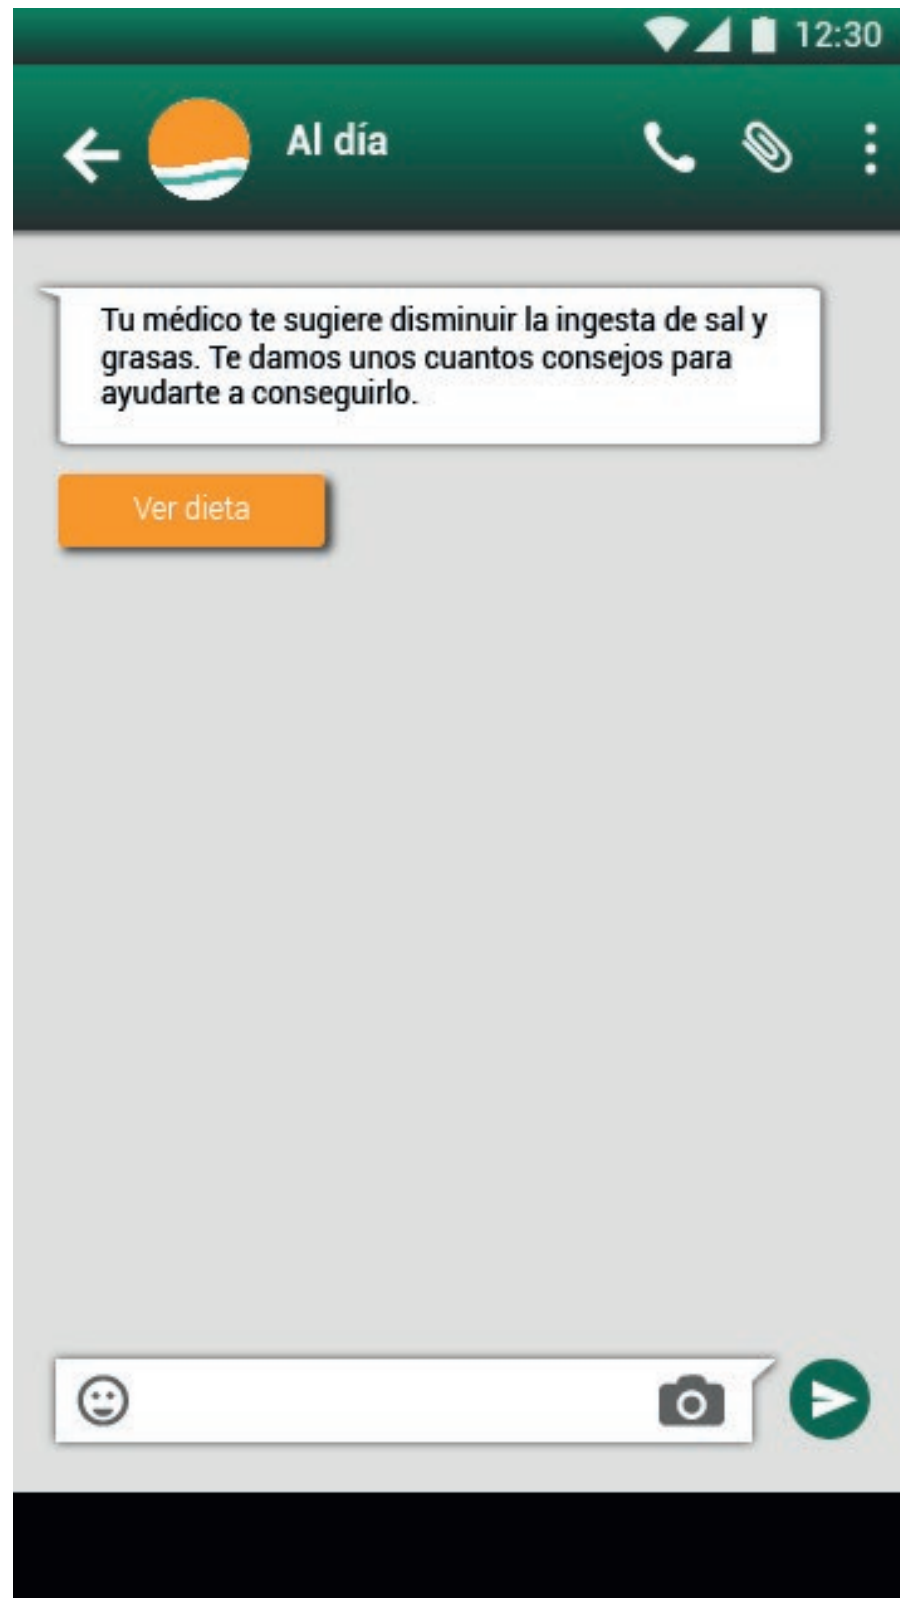 12:30
Al día
Tu médico te sugiere disminuir la ingesta de sal y
grasas. Te damos unos cuantos consejos para
ayudarte a conseguirlo.
Ver dieta